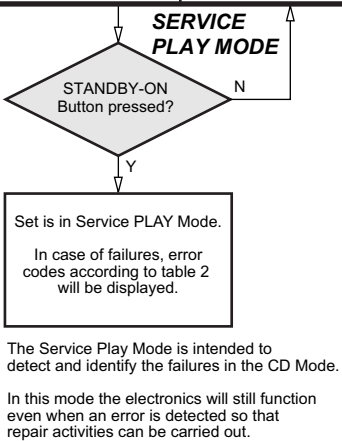 SERVICE
PLAY MODE
STANDBY-ON
Button pressed?
N
Y
Set is in Service PLAY Mode.
In case of failures, error
codes according to table 2
will be displayed.
The Service Play Mode is intended to
detect and identify the failures in the CD Mode.
In this mode the electronics will still function
even when an error is detected so that
repair activities can be carried out.